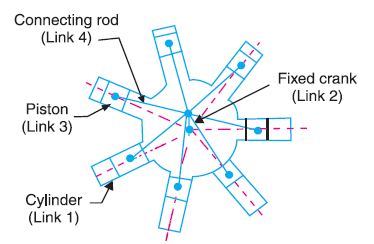 Connecting rod
(Link 4)
Fixed crank
(Link 2)
Piston
(Link 3)
Cylinder
(Link 1)